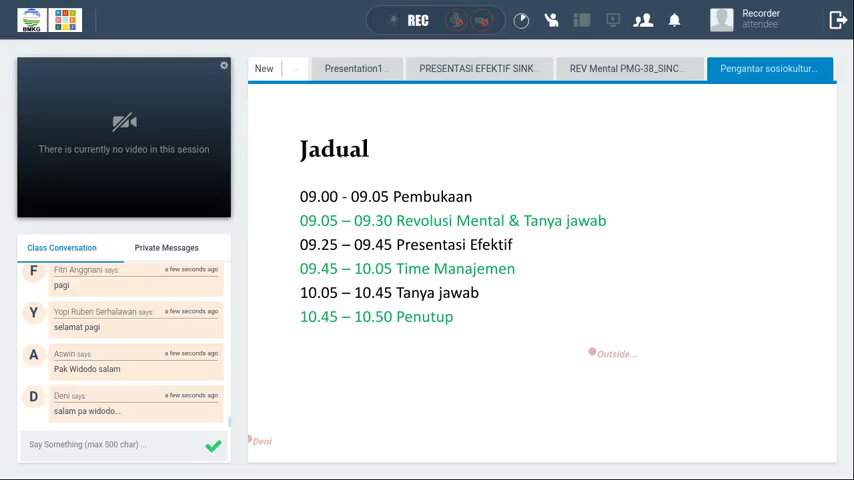 BMKG
REC
Recorder
attendee
There is currently no video in this session
New
Presentation1...
PRESENTASI EFEKTIF SINK...
REV Mental PMG-38_SINC...
Pengantar sosiokultur...
Jadual
09.00 - 09.05 Pembukaan
09.05 – 09.30 Revolusi Mental & Tanya jawab
09.25 – 09.45 Presentasi Efektif
09.45 – 10.05 Time Manajemen
10.05 – 10.45 Tanya jawab
10.45 – 10.50 Penutup
Outside...
Deni
Class Conversation
Private Messages
F
Fitri Anggriani says:
a few seconds ago
pagi
Y
Yopi Ruben Serhalawan says:
a few seconds ago
selamat pagi
A
Aswin says:
a few seconds ago
Pak Widodo salam
D
Deni says:
a few seconds ago
salam pa widodo...
Say Something (max 500 char) ...